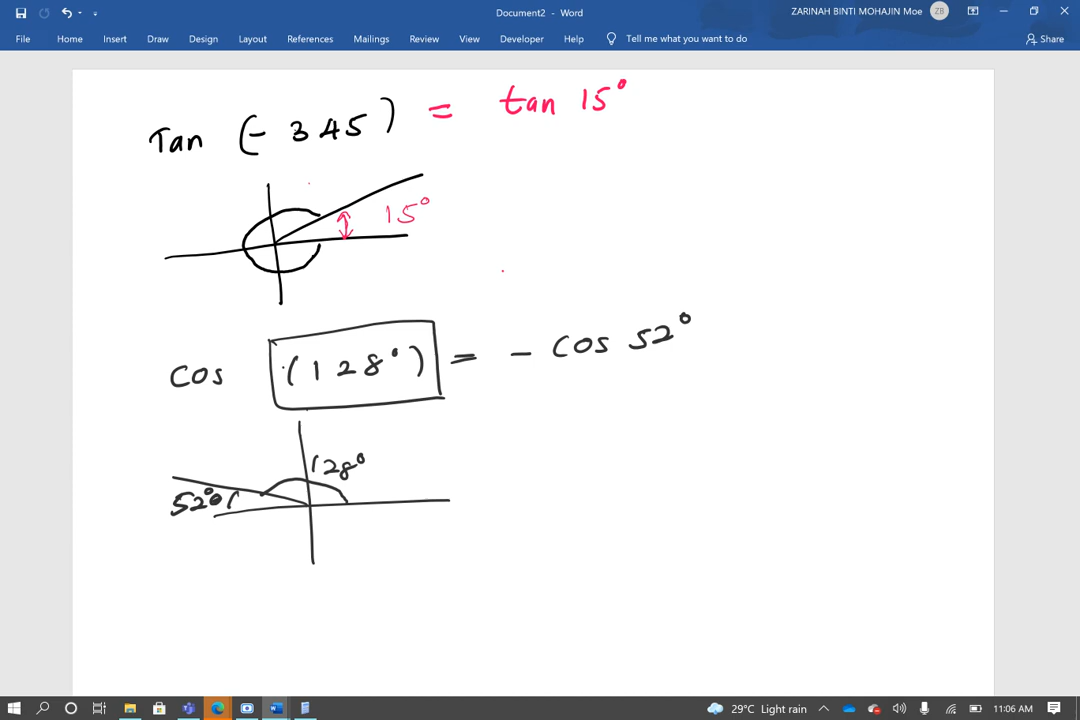 Document2 - Word
ZARINAH BINTI MOHAJIN Moe
ZB
File Home Insert Draw Design Layout References Mailings Review View Developer Help Tell me what you want to do
Share
Tan (- 345) = tan 15°
15°
cos (128°) = - cos 52°
128°
52°
29°C Light rain
11:06 AM